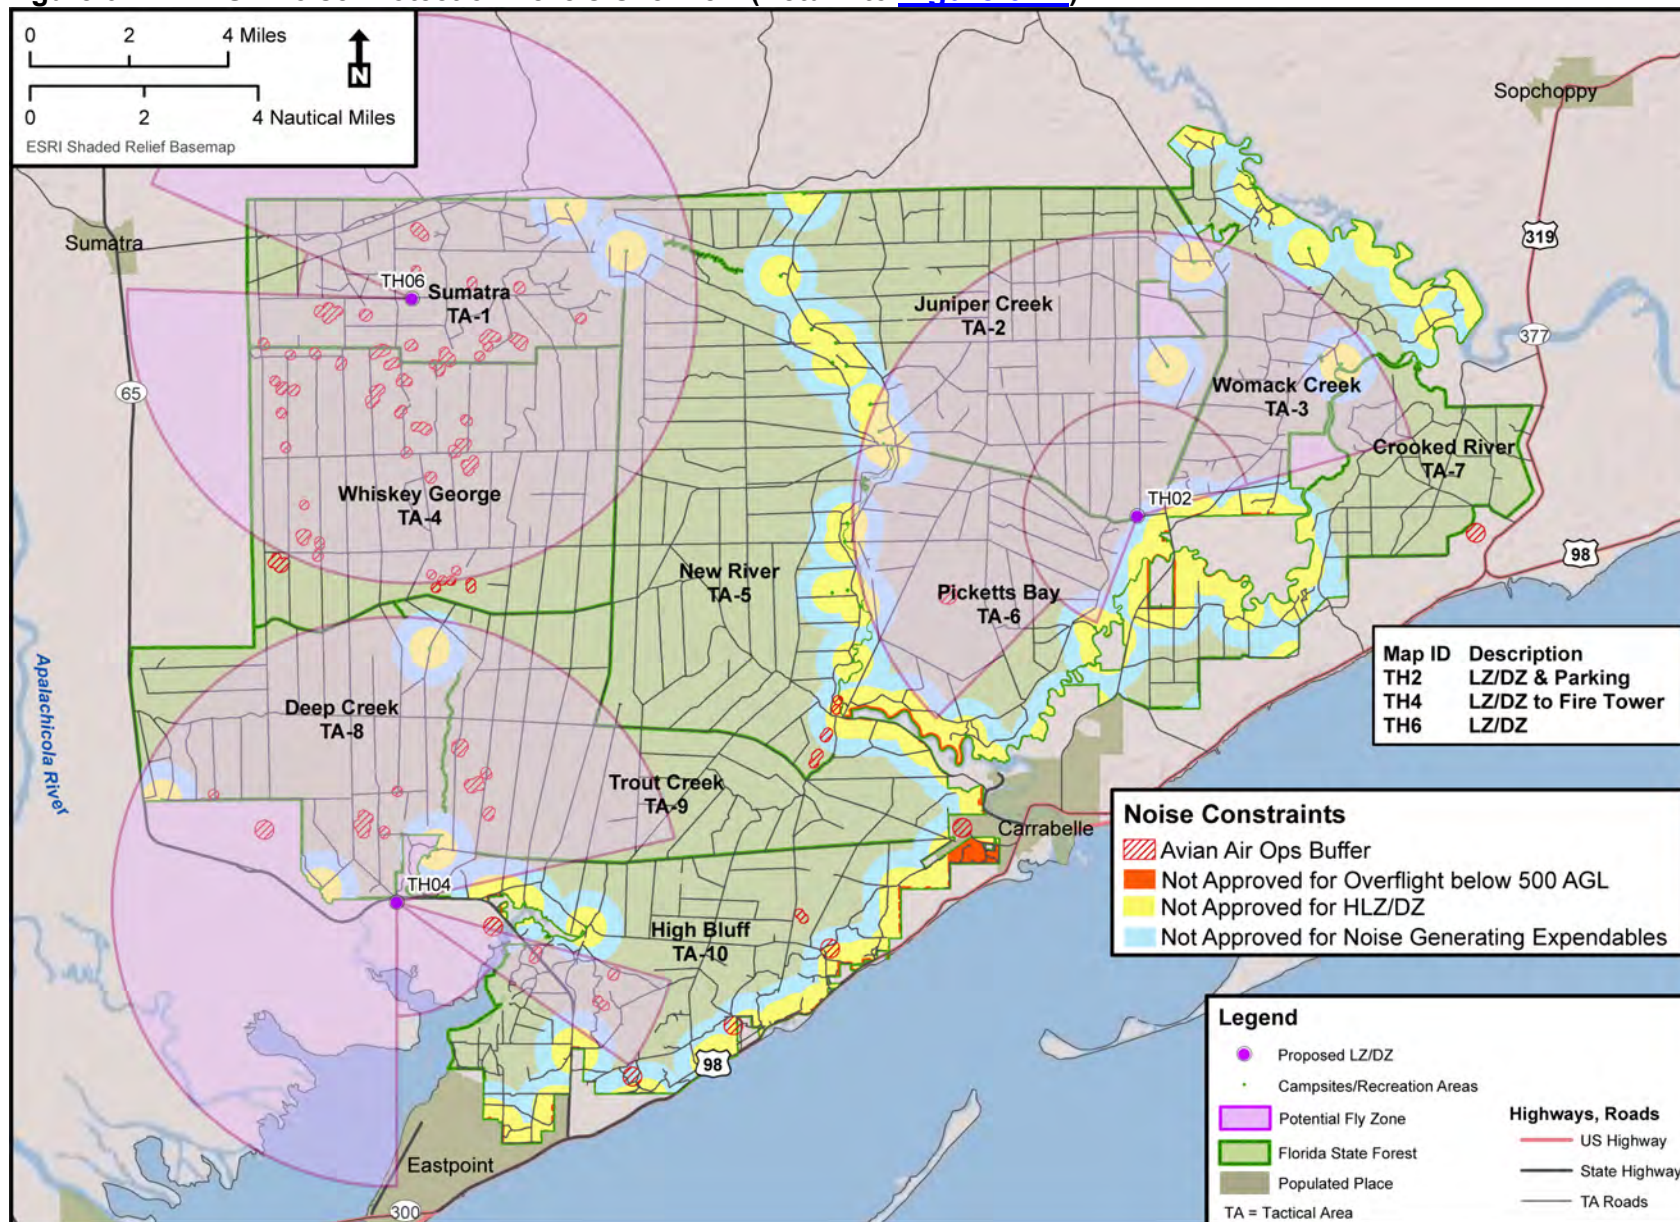 0 2 4 Miles
N
0 2 4 Nautical Miles
ESRI Shaded Relief Basemap
Sopchoppy
Sumatra
319
TH06
Sumatra
TA-1
Juniper Creek
TA-2
377
65
Womack Creek
TA-3
Crooked River
TA-7
Whiskey George
TA-4
TH02
98
New River
TA-5
Picketts Bay
TA-6
Apalachicola River
Map ID Description
TH2 LZ/DZ & Parking
TH4 LZ/DZ to Fire Tower
TH6 LZ/DZ
Deep Creek
TA-8
Trout Creek
TA-9
Carrabelle
Noise Constraints
Avian Air Ops Buffer
Not Approved for Overflight below 500 AGL
Not Approved for HLZ/DZ
Not Approved for Noise Generating Expendables
TH04
High Bluff
TA-10
98
Legend
Proposed LZ/DZ
Campsites/Recreation Areas
Potential Fly Zone
Florida State Forest
Populated Place
TA = Tactical Area
Highways, Roads
US Highway
State Highway
TA Roads
Eastpoint
300